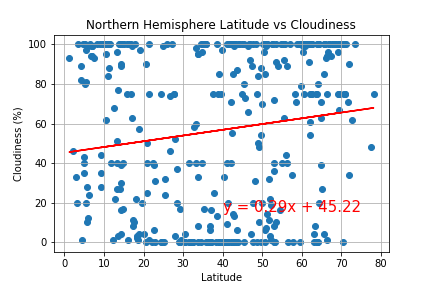 Northern Hemisphere Latitude vs Cloudiness
100
80
60
40
20
0
Cloudiness (%)
y = 0.29x + 45.22
0 10 20 30 40 50 60 70 80
Latitude